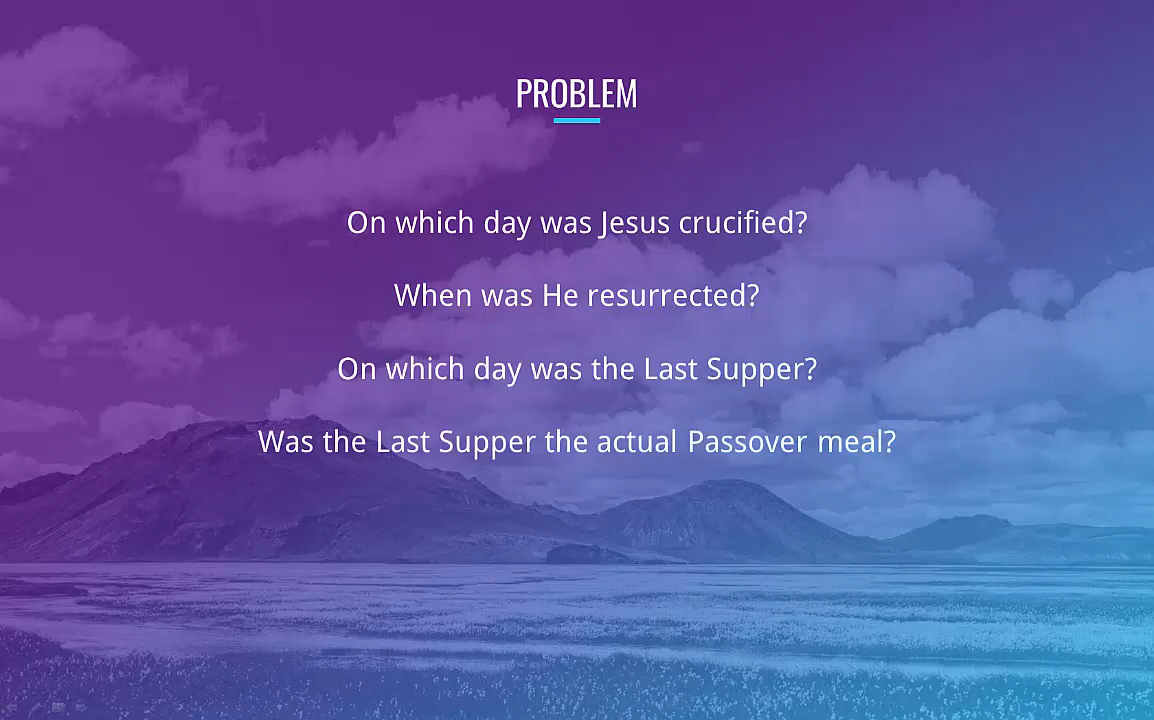 PROBLEM
On which day was Jesus crucified?
When was He resurrected?
On which day was the Last Supper?
Was the Last Supper the actual Passover meal?